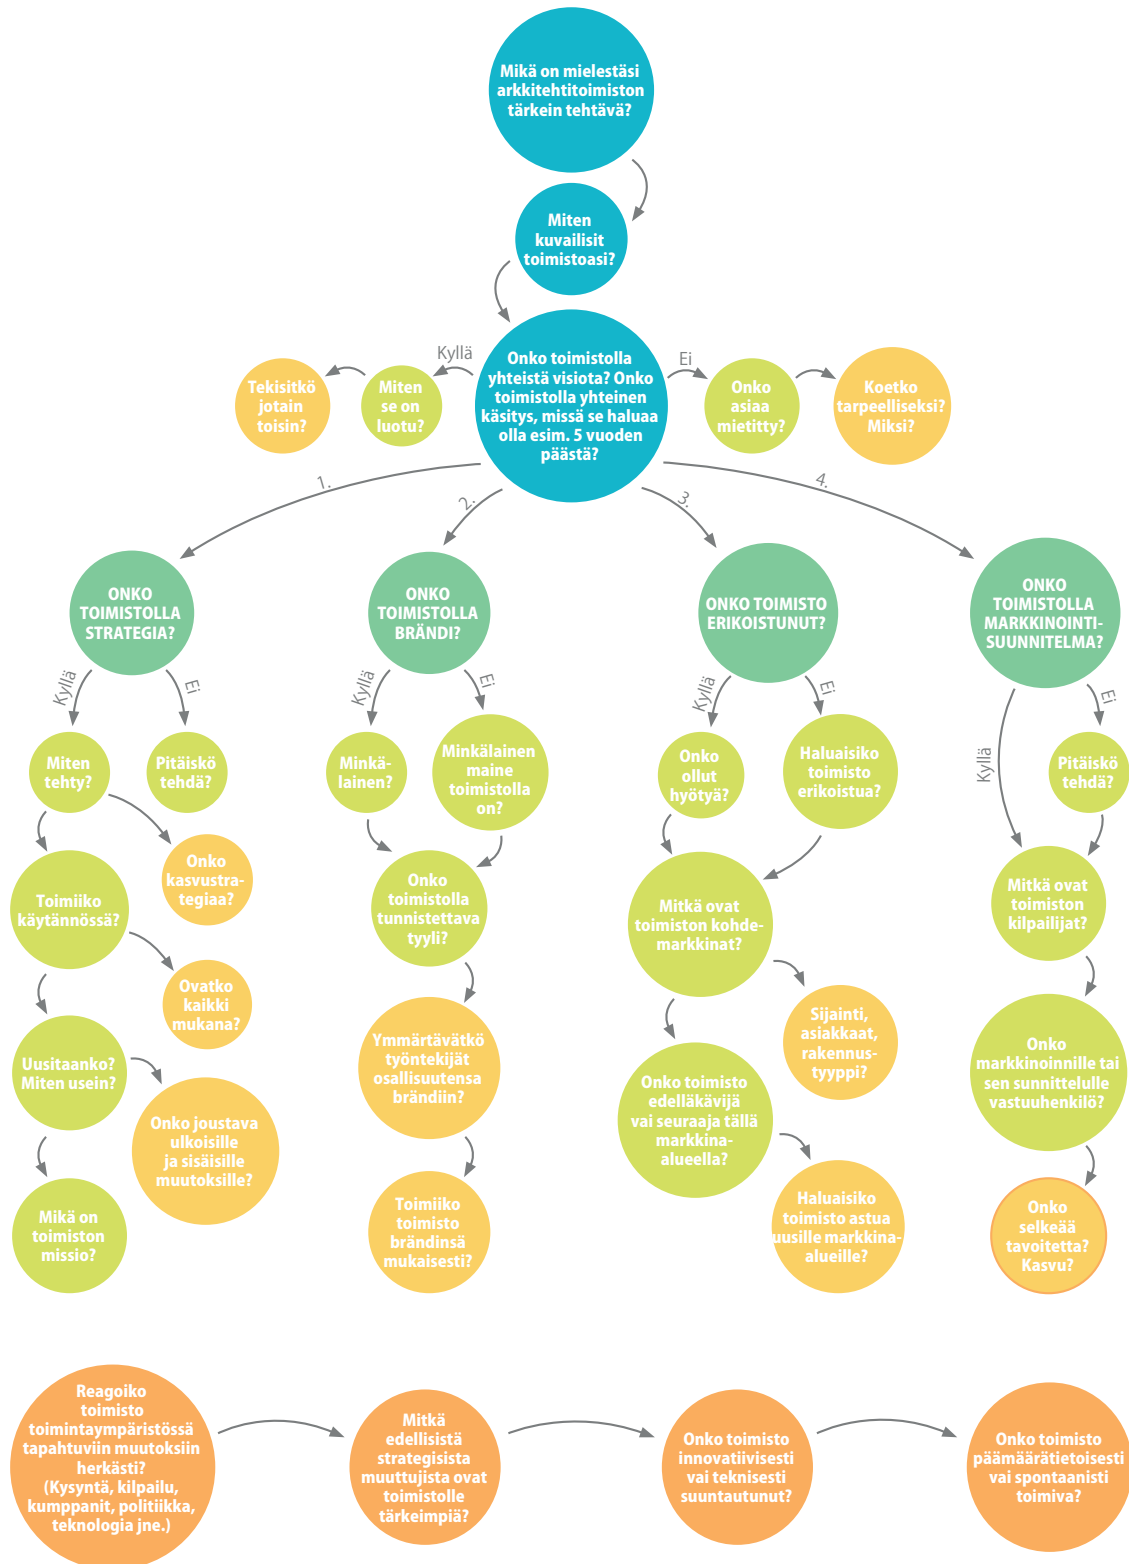 Mikä on mielestäsi
arkkitehtitoimiston
tärkein tehtävä?
Miten
kuvailisit
toimistoasi?
Kyllä
Ei
Tekisitkö
jotain
toisin?
Miten
se on
luotu?
Onko toimistolla
yhteistä visiota? Onko
toimistolla yhteinen
käsitys, missä se haluaa
olla esim. 5 vuoden
päästä?
Onko
asiaa
mietitty?
Koetko
tarpeelliseksi?
Miksi?
1.
2.
3.
4.
ONKO
TOIMISTOLLA
STRATEGIA?
Kyllä
Ei
Miten
tehty?
Pitäiskö
tehdä?
Onko
kasvustra-
tegiaa?
Toimiiko
käytännössä?
Ovatko
kaikki
mukana?
Uusitaanko?
Miten usein?
Onko joustava
ulkoisille
ja sisäisille
muutoksille?
Mikä on
toimiston
missio?
ONKO
TOIMISTOLLA
BRÄNDI?
Kyllä
Ei
Minkä-
lainen?
Minkälainen
maine
toimistolla
on?
Onko
toimistolla
tunnistettava
tyyli?
Ymmärtävätkö
työntekijät
osallisuutensa
brändiin?
Toimiiko
toimisto
brändinsä
mukaisesti?
ONKO TOIMISTO
ERIKOISTUNUT?
Kyllä
Ei
Onko
ollut
hyötyä?
Haluaisiko
toimisto
erikoistua?
Mitkä ovat
toimiston kohde-
markkinat?
Sijainti,
asiakkaat,
rakennus-
tyyppi?
Onko toimisto
edelläkävijä
vai seuraaja tällä
markkina-
alueella?
Haluaisiko
toimisto astua
uusille markkina-
alueille?
ONKO
TOIMISTOLLA
MARKKINOINTI-
SUUNNITELMA?
Kyllä
Ei
Pitäiskö
tehdä?
Mitkä ovat
toimiston
kilpailijat?
Onko
markkinoinnille tai
sen sunnittelulle
vastuuhenkilö?
Onko
selkeää
tavoitetta?
Kasvu?
Reagoiko
toimisto
toimintaympäristössä
tapahtuviin muutoksiin
herkästi?
(Kysyntä, kilpailu,
kumppanit, politiikka,
teknologia jne.)
Mitkä
edellisistä
strategisista
muuttujista ovat
toimistolle
tärkeimpiä?
Onko toimisto
innovatiivisesti
vai teknisesti
suuntautunut?
Onko toimisto
päämäärätietoisesti
vai spontaanisti
toimiva?